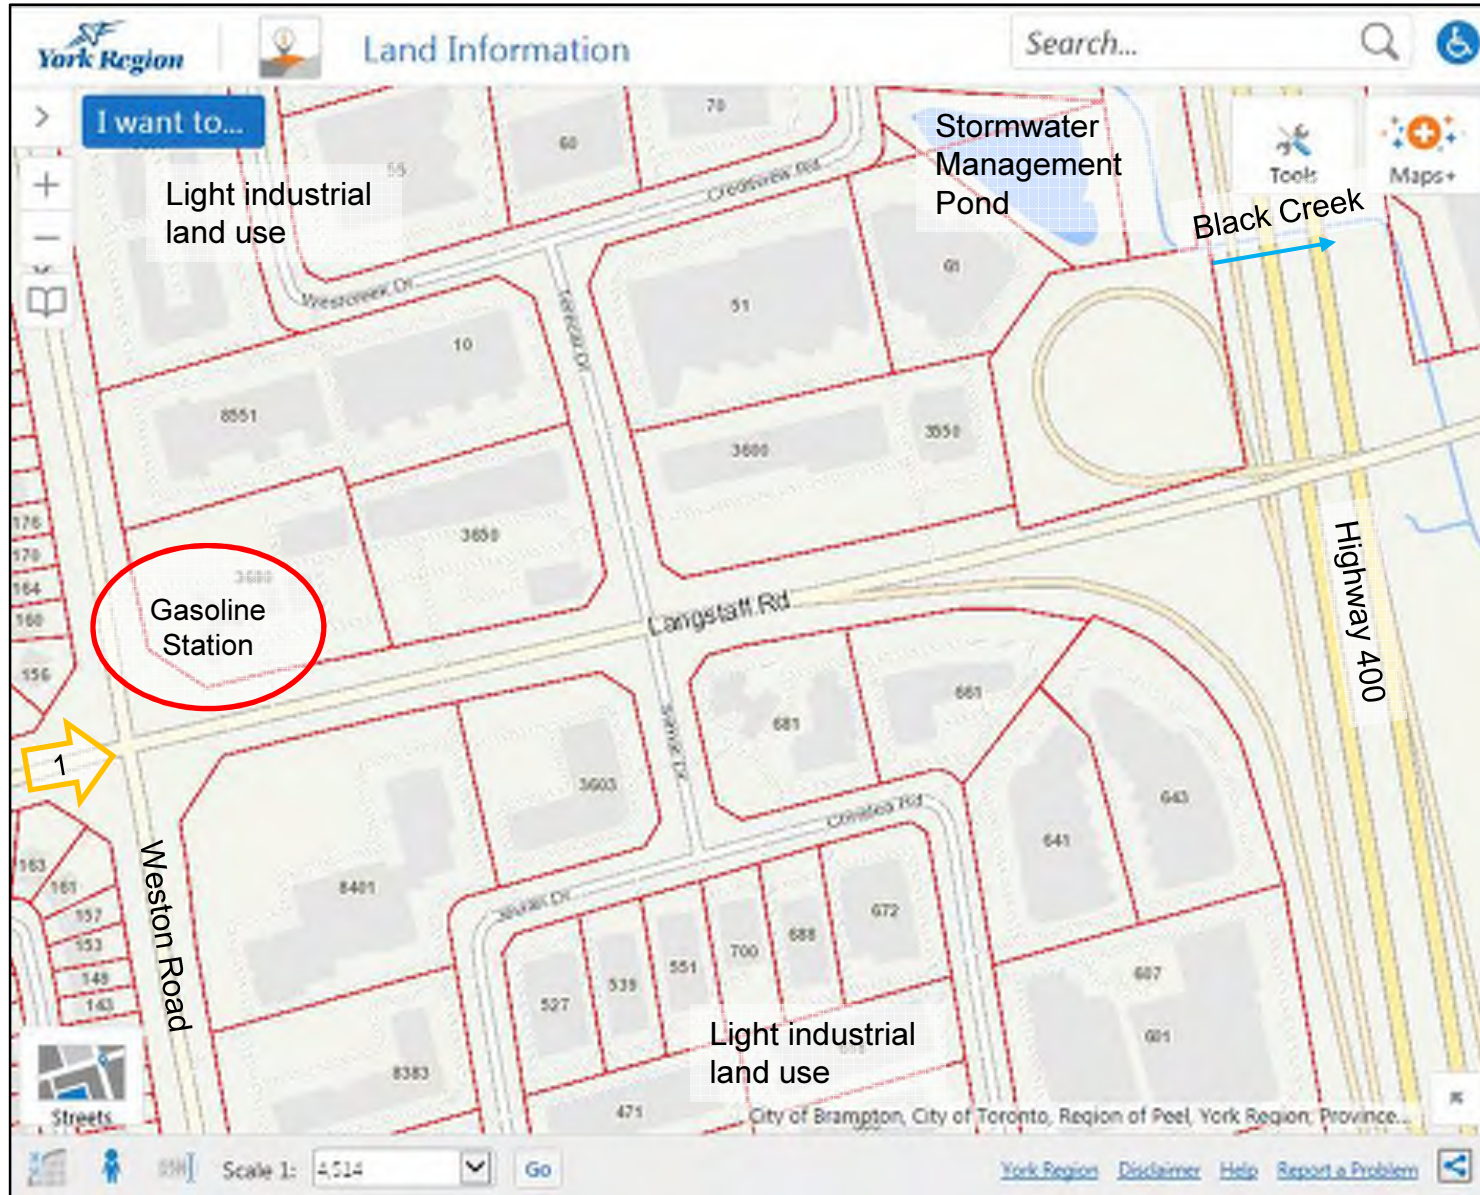 York Region
Land Information
Search...
I want to...
Tools
Maps+
Light industrial
land use
Stormwater
Management
Pond
Black Creek
70
60
55
Creditview Rd
Westcreek Dr
61
51
10
8551
3600
3550
3650
3680
Gasoline
Station
176
170
164
160
156
Langstaff Rd
Highway 400
1
661
681
3603
643
641
163
161
157
153
149
143
Weston Road
8401
672
688
700
551
539
527
607
601
Light industrial
land use
8383
471
Streets
City of Brampton, City of Toronto, Region of Peel, York Region, Province...
Scale 1:
4,514
Go
York Region
Disclaimer
Help
Report a Problem